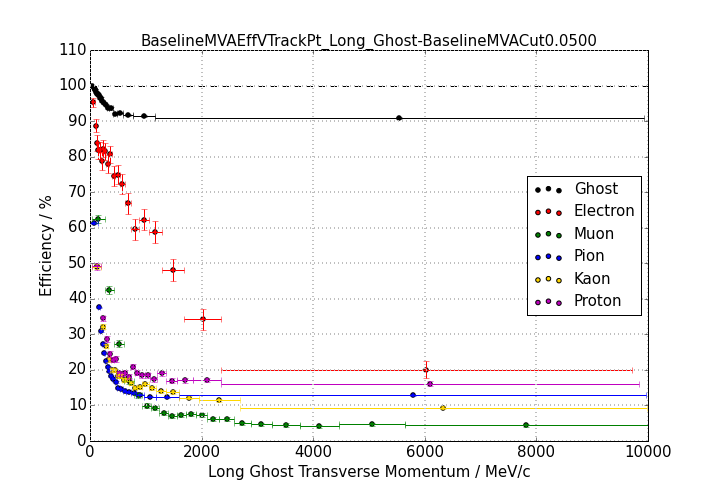 BaselineMVAEffVTrackPt_Long_Ghost-BaselineMVACut0.0500
110
100
90
80
70
60
50
40
30
20
10
0
Efficiency / %
Ghost
Electron
Muon
Pion
Kaon
Proton
0 2000 4000 6000 8000 10000
Long Ghost Transverse Momentum / MeV/c